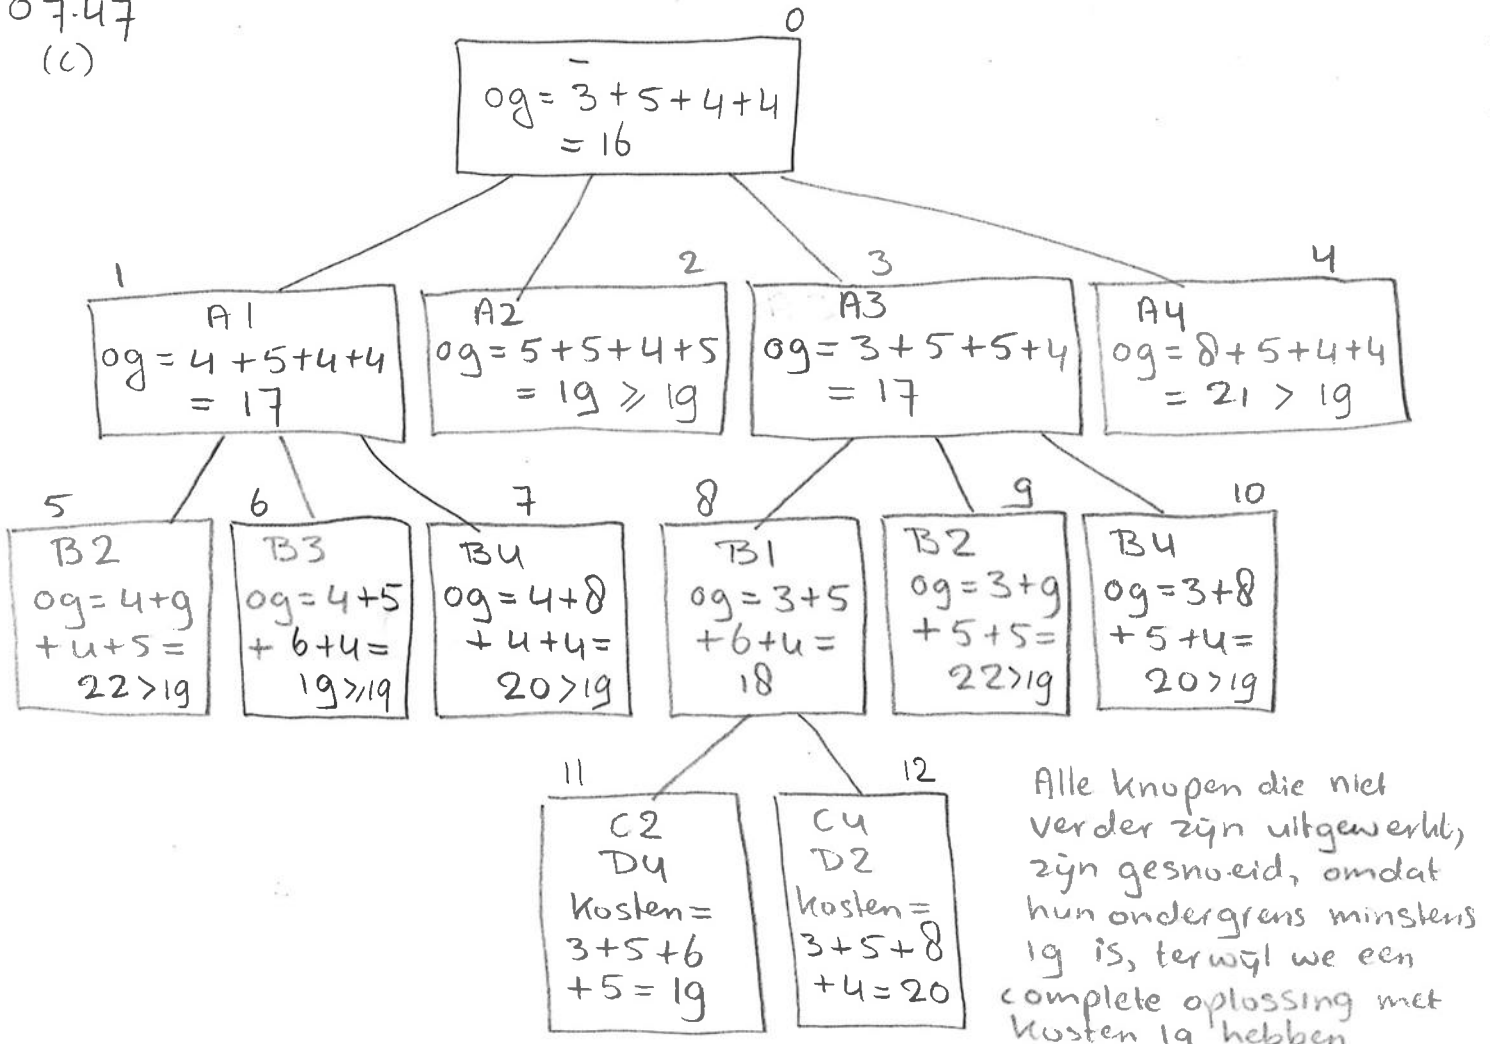 07.47
(c)
0
og = 3 + 5 + 4 + 4
= 16
1
A1
og = 4 + 5 + 4 + 4
= 17
2
A2
og = 5 + 5 + 4 + 5
= 19 ⩾ 19
3
A3
og = 3 + 5 + 5 + 4
= 17
4
A4
og = 8 + 5 + 4 + 4
= 21 > 19
5
B2
og = 4 + 9
+ 4 + 5 =
22 > 19
6
B3
og = 4 + 5
+ 6 + 4 =
19 ⩾ 19
7
B4
og = 4 + 8
+ 4 + 4 =
20 > 19
8
B1
og = 3 + 5
+ 6 + 4 =
18
9
B2
og = 3 + 9
+ 5 + 5 =
22 > 19
10
B4
og = 3 + 8
+ 5 + 4 =
20 > 19
11
C2
D4
Kosten =
3 + 5 + 6
+ 5 = 19
12
C4
D2
Kosten =
3 + 5 + 8
+ 4 = 20
Alle knopen die niet
verder zijn uitgewerkt,
zijn gesnoeid, omdat
hun ondergrens minstens
19 is, terwijl we een
complete oplossing met
kosten 19 hebben